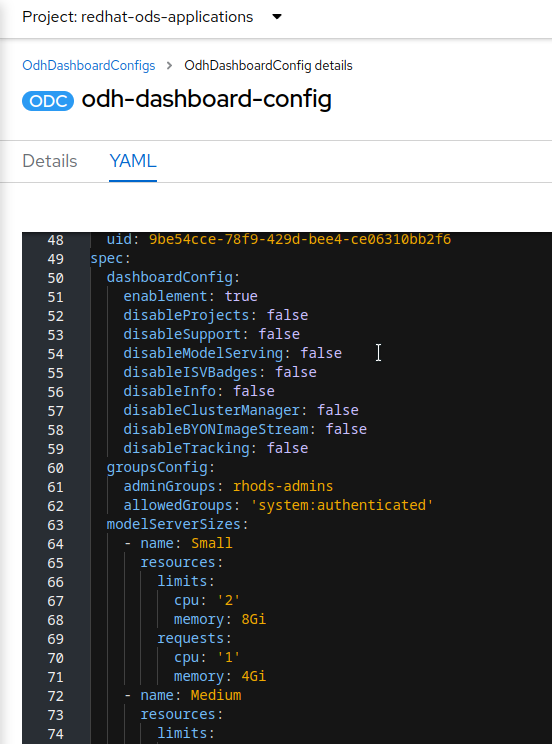 Project: redhat-ods-applications
OdhDashboardConfigs > OdhDashboardConfig details
ODC odh-dashboard-config
Details YAML
48 uid: 9be54cce-78f9-429d-bee4-ce06310bb2f6
49 spec:
50 dashboardConfig:
51 enablement: true
52 disableProjects: false
53 disableSupport: false
54 disableModelServing: false
55 disableISVBadges: false
56 disableInfo: false
57 disableClusterManager: false
58 disableBYONImageStream: false
59 disableTracking: false
60 groupsConfig:
61 adminGroups: rhods-admins
62 allowedGroups: 'system:authenticated'
63 modelServerSizes:
64 - name: Small
65 resources:
66 limits:
67 cpu: '2'
68 memory: 8Gi
69 requests:
70 cpu: '1'
71 memory: 4Gi
72 - name: Medium
73 resources:
74 limits: